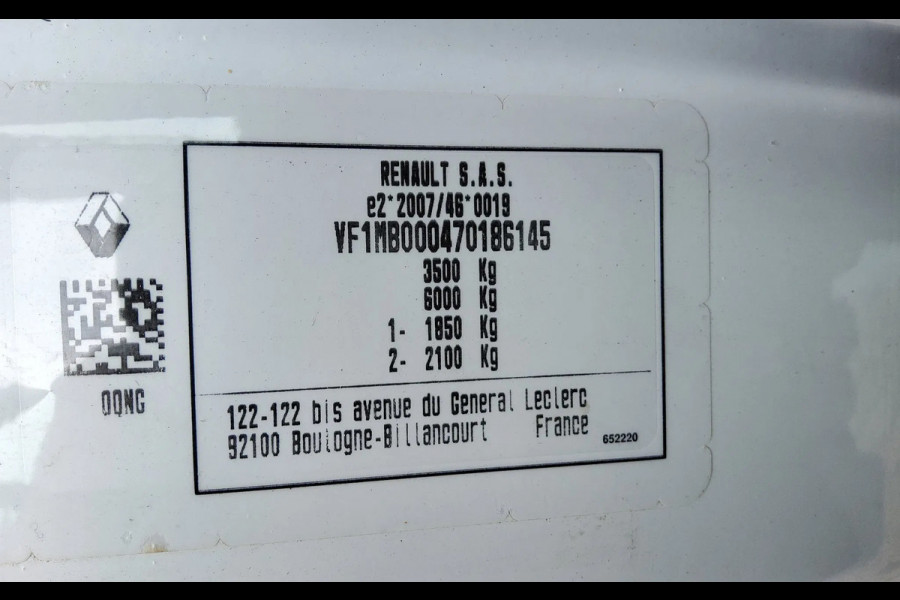 RENAULT S.A.S.
e2*2007/46*0019
VF1MB000470186145
3500 Kg
6000 Kg
1- 1850 Kg
2- 2100 Kg
OQNG
122-122 bis avenue du General Leclerc
92100 Boulogne-Billancourt France
652220